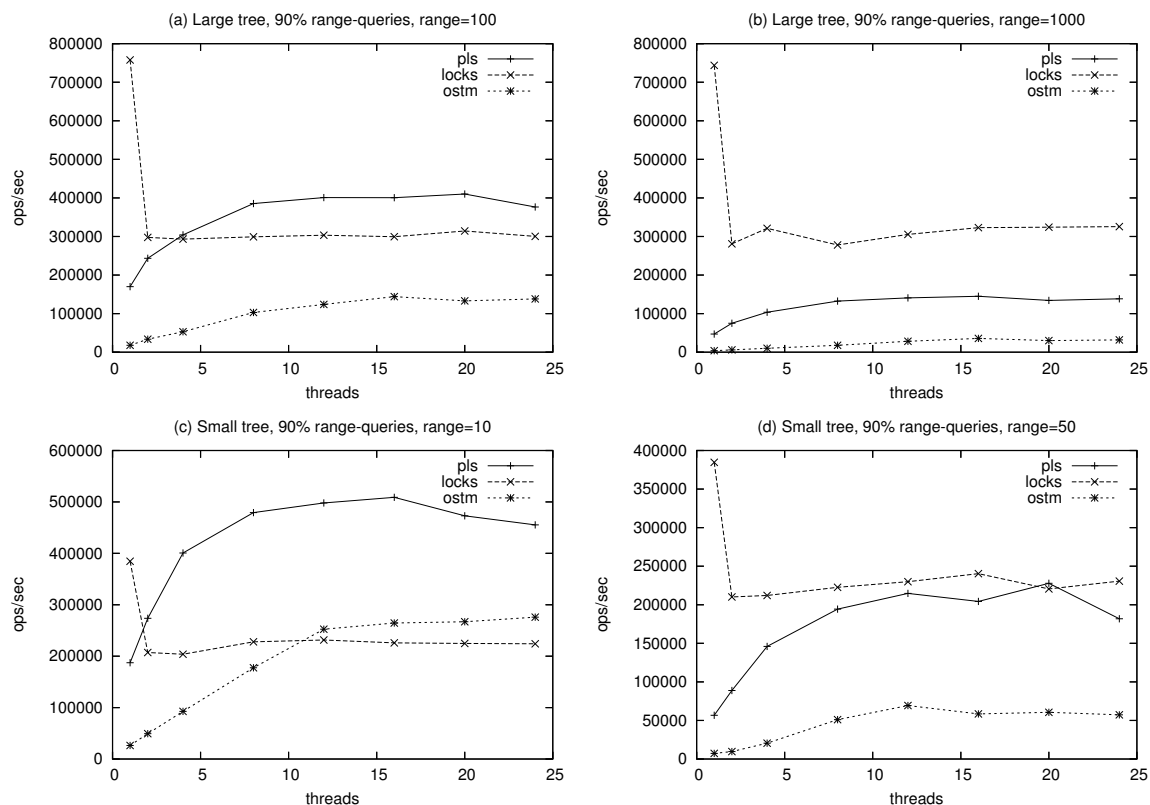 (a) Large tree, 90% range-queries, range=100
800000
700000
600000
500000
400000
300000
200000
100000
0
ops/sec
pls
locks
ostm
0 5 10 15 20 25
threads
(b) Large tree, 90% range-queries, range=1000
800000
700000
600000
500000
400000
300000
200000
100000
0
ops/sec
pls
locks
ostm
0 5 10 15 20 25
threads
(c) Small tree, 90% range-queries, range=10
600000
500000
400000
300000
200000
100000
0
ops/sec
pls
locks
ostm
0 5 10 15 20 25
threads
(d) Small tree, 90% range-queries, range=50
400000
350000
400000
300000
250000
200000
150000
100000
50000
0
ops/sec
pls
locks
ostm
0 5 10 15 20 25
threads